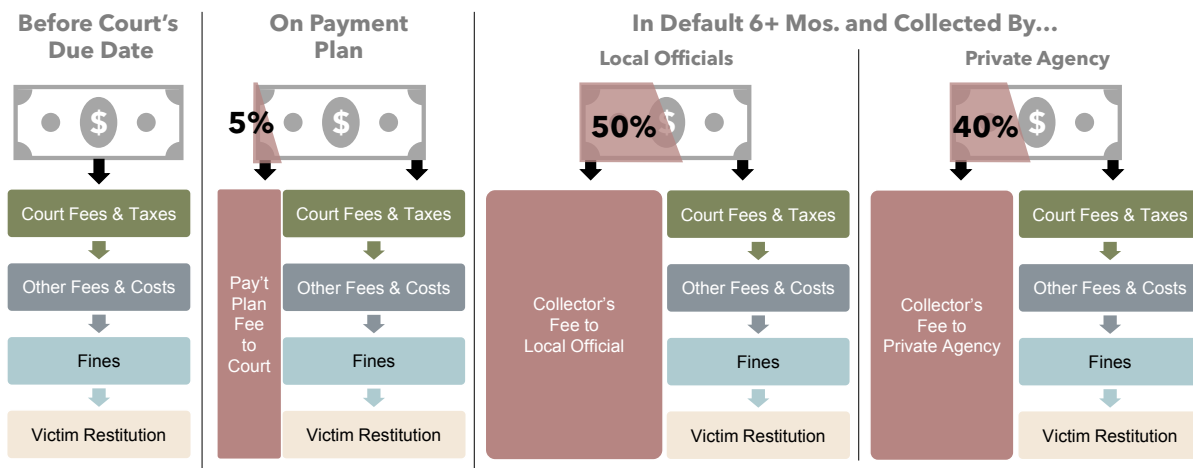 Before Court's
Due Date
$
Court Fees & Taxes
Other Fees & Costs
Fines
Victim Restitution
On Payment
Plan
5%
$
Pay't
Plan
Fee
to
Court
Court Fees & Taxes
Other Fees & Costs
Fines
Victim Restitution
In Default 6+ Mos. and Collected By…
Local Officials
50%
$
Collector's
Fee to
Local Official
Court Fees & Taxes
Other Fees & Costs
Fines
Victim Restitution
Private Agency
40%
$
Collector's
Fee to
Private Agency
Court Fees & Taxes
Other Fees & Costs
Fines
Victim Restitution